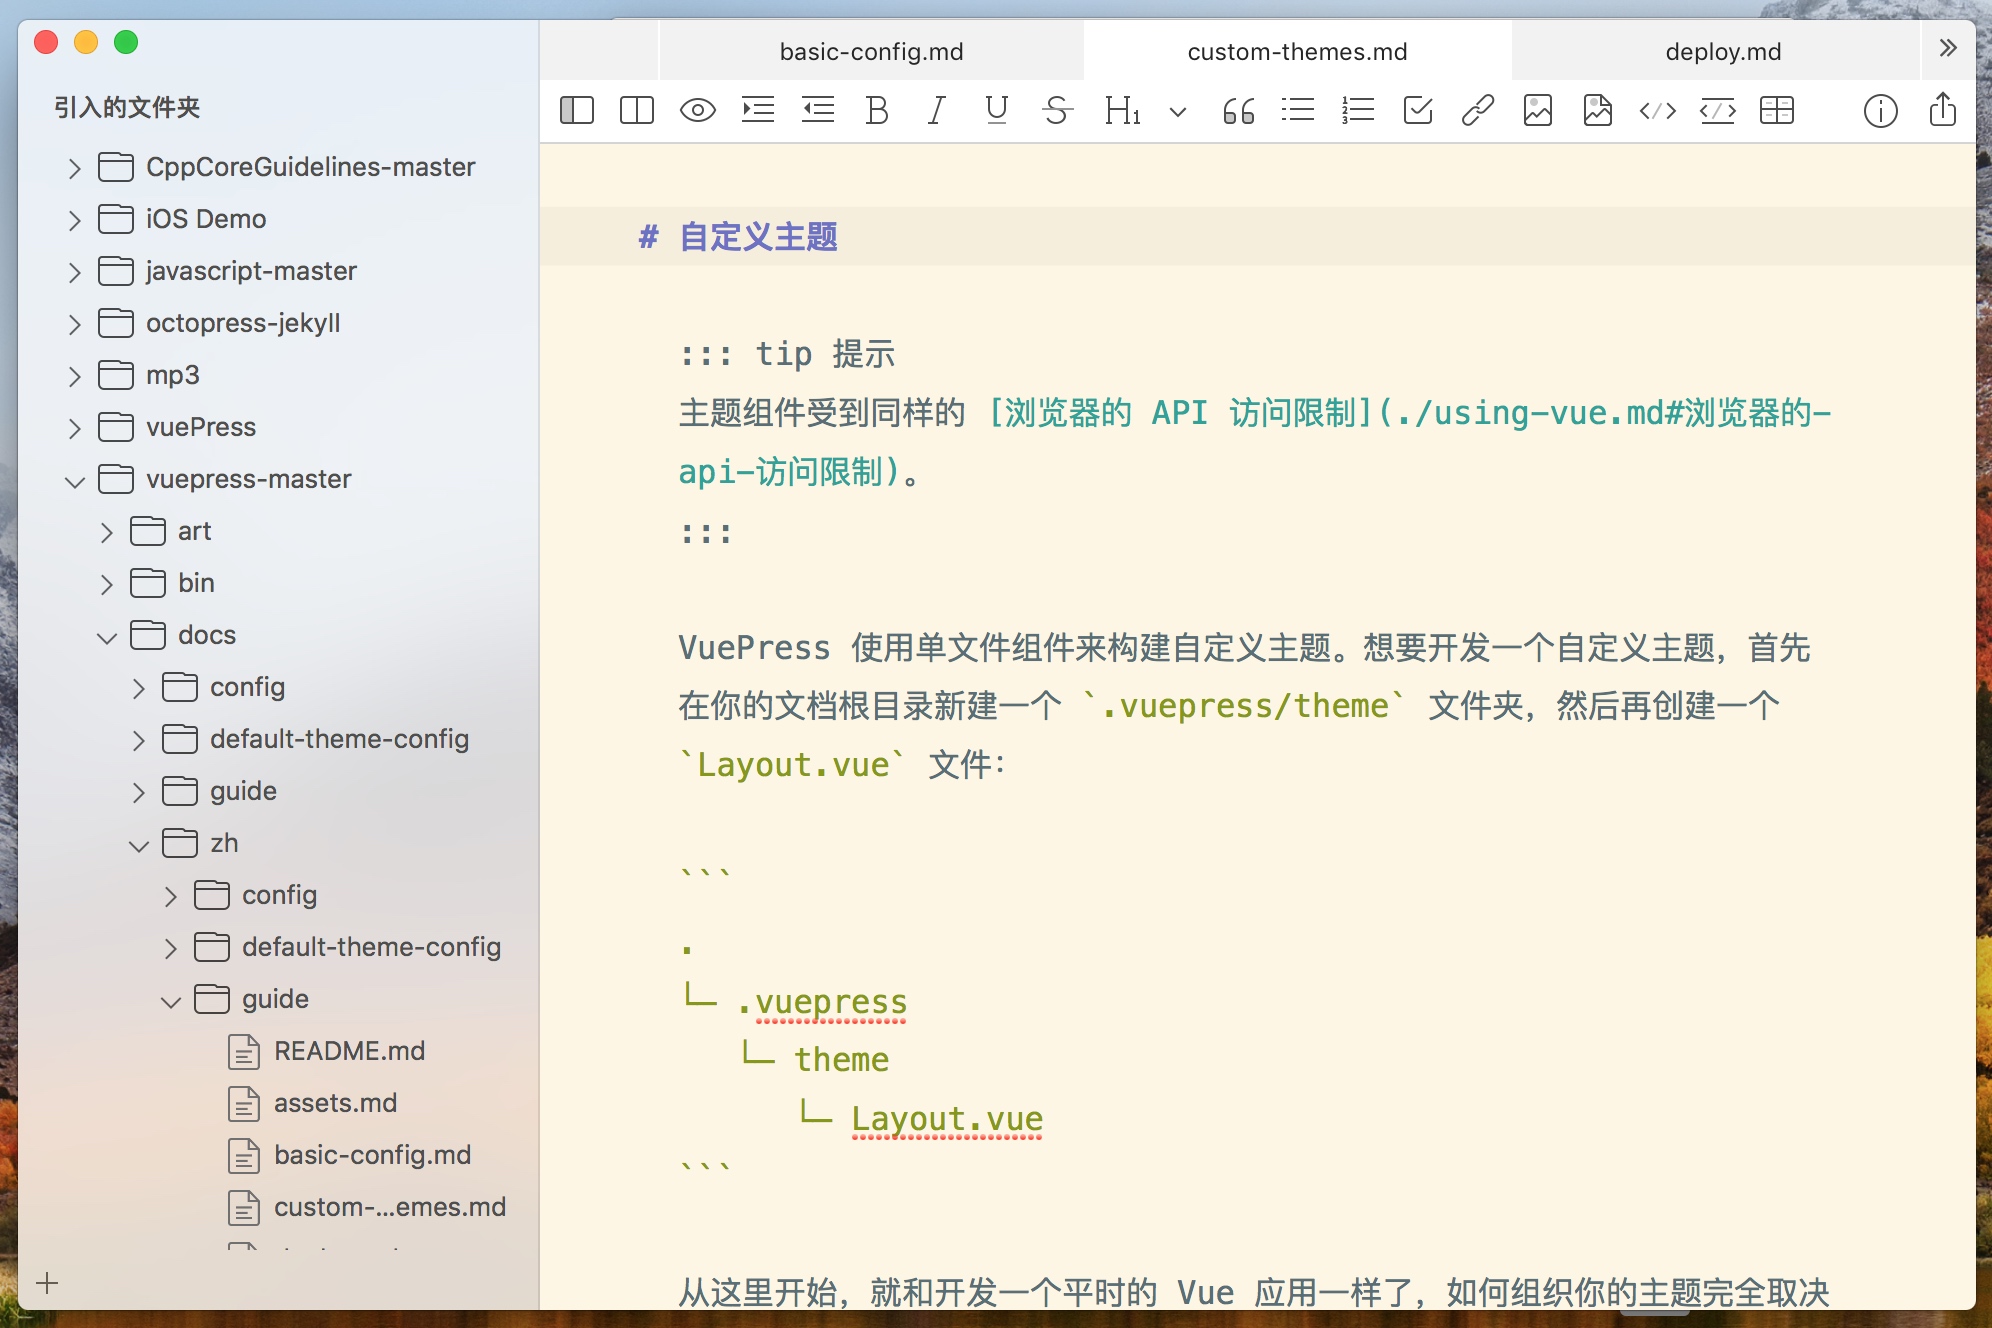 引入的文件夹
CppCoreGuidelines-master
iOS Demo
javascript-master
octopress-jekyll
mp3
vuePress
vuepress-master
art
bin
docs
config
default-theme-config
guide
zh
config
default-theme-config
guide
README.md
assets.md
basic-config.md
custom-...emes.md
basic-config.md
custom-themes.md
deploy.md
# 自定义主题
::: tip 提示
主题组件受到同样的 [浏览器的 API 访问限制](./using-vue.md#浏览器的-
api-访问限制)。
:::
VuePress 使用单文件组件来构建自定义主题。想要开发一个自定义主题，首先
在你的文档根目录新建一个 `.vuepress/theme` 文件夹，然后再创建一个
`Layout.vue` 文件：
```
.
└─ .vuepress
└─ theme
└─ Layout.vue
```
从这里开始，就和开发一个平时的 Vue 应用一样了，如何组织你的主题完全取决